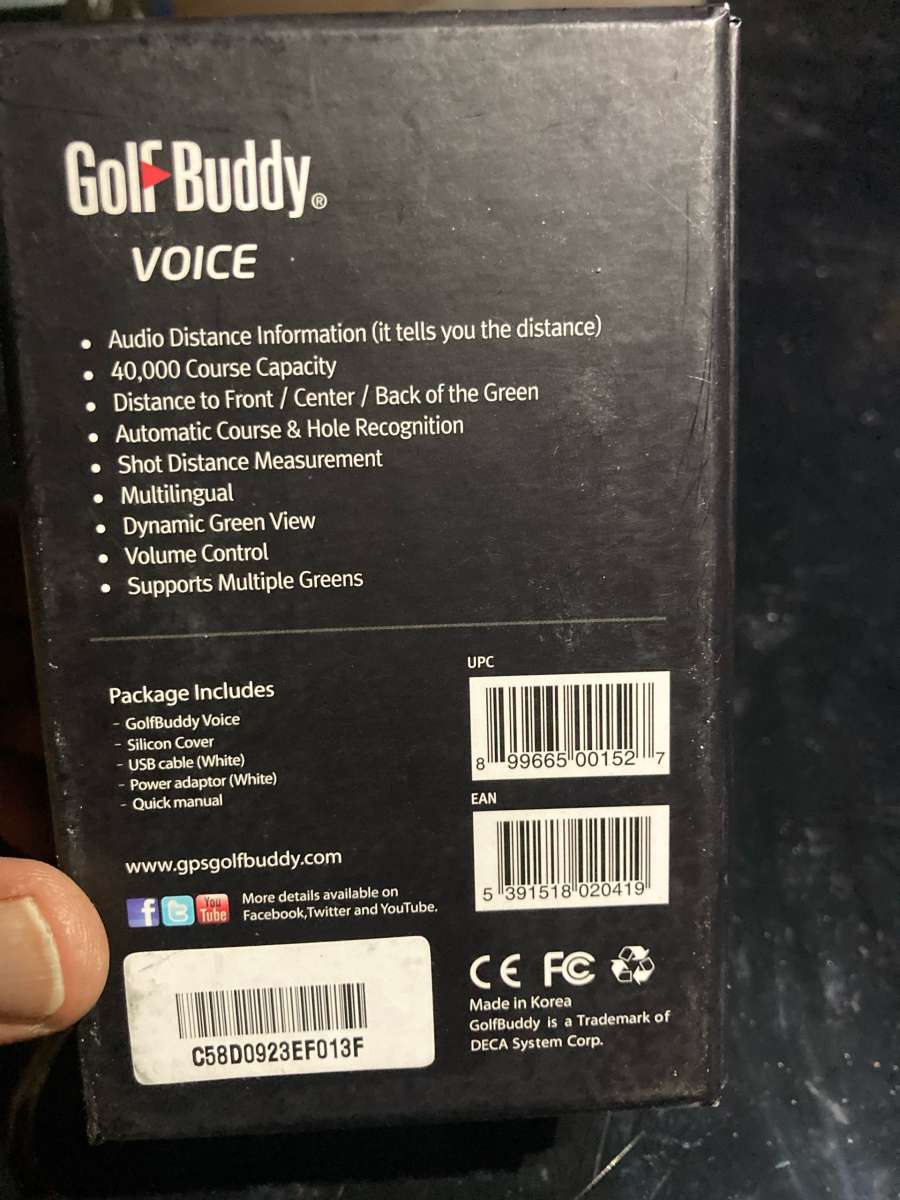 GolfBuddy®
VOICE
• Audio Distance Information (it tells you the distance)
• 40,000 Course Capacity
• Distance to Front / Center / Back of the Green
• Automatic Course & Hole Recognition
• Shot Distance Measurement
• Multilingual
• Dynamic Green View
• Volume Control
• Supports Multiple Greens
Package Includes
- GolfBuddy Voice
- Silicon Cover
- USB cable (White)
- Power adaptor (White)
- Quick manual
UPC
8 99665 00152 7
EAN
5 391518 020419
www.gpsgolfbuddy.com
f t You Tube
More details available on
Facebook,Twitter and YouTube.
C58D0923EF013F
CE FC
Made in Korea
GolfBuddy is a Trademark of
DECA System Corp.